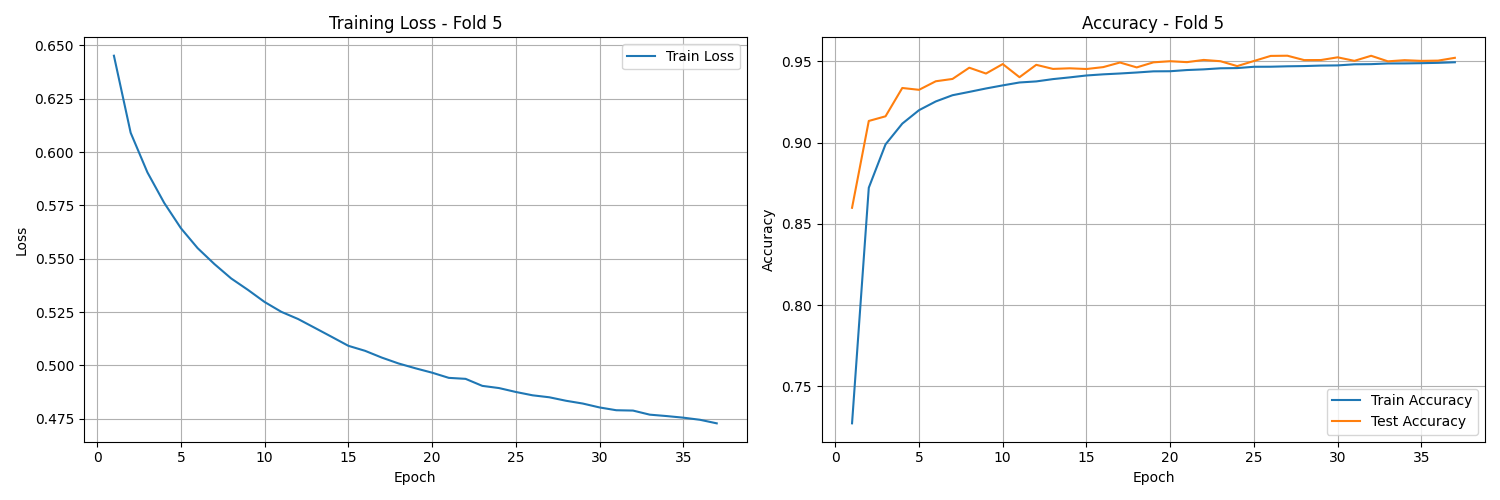 Training Loss - Fold 5
0.650
0.625
0.600
0.575
0.550
0.525
0.500
0.475
Loss
Train Loss
0 5 10 15 20 25 30 35
Epoch
Accuracy - Fold 5
0.95
0.90
0.85
0.80
0.75
Accuracy
Train Accuracy
Test Accuracy
0 5 10 15 20 25 30 35
Epoch